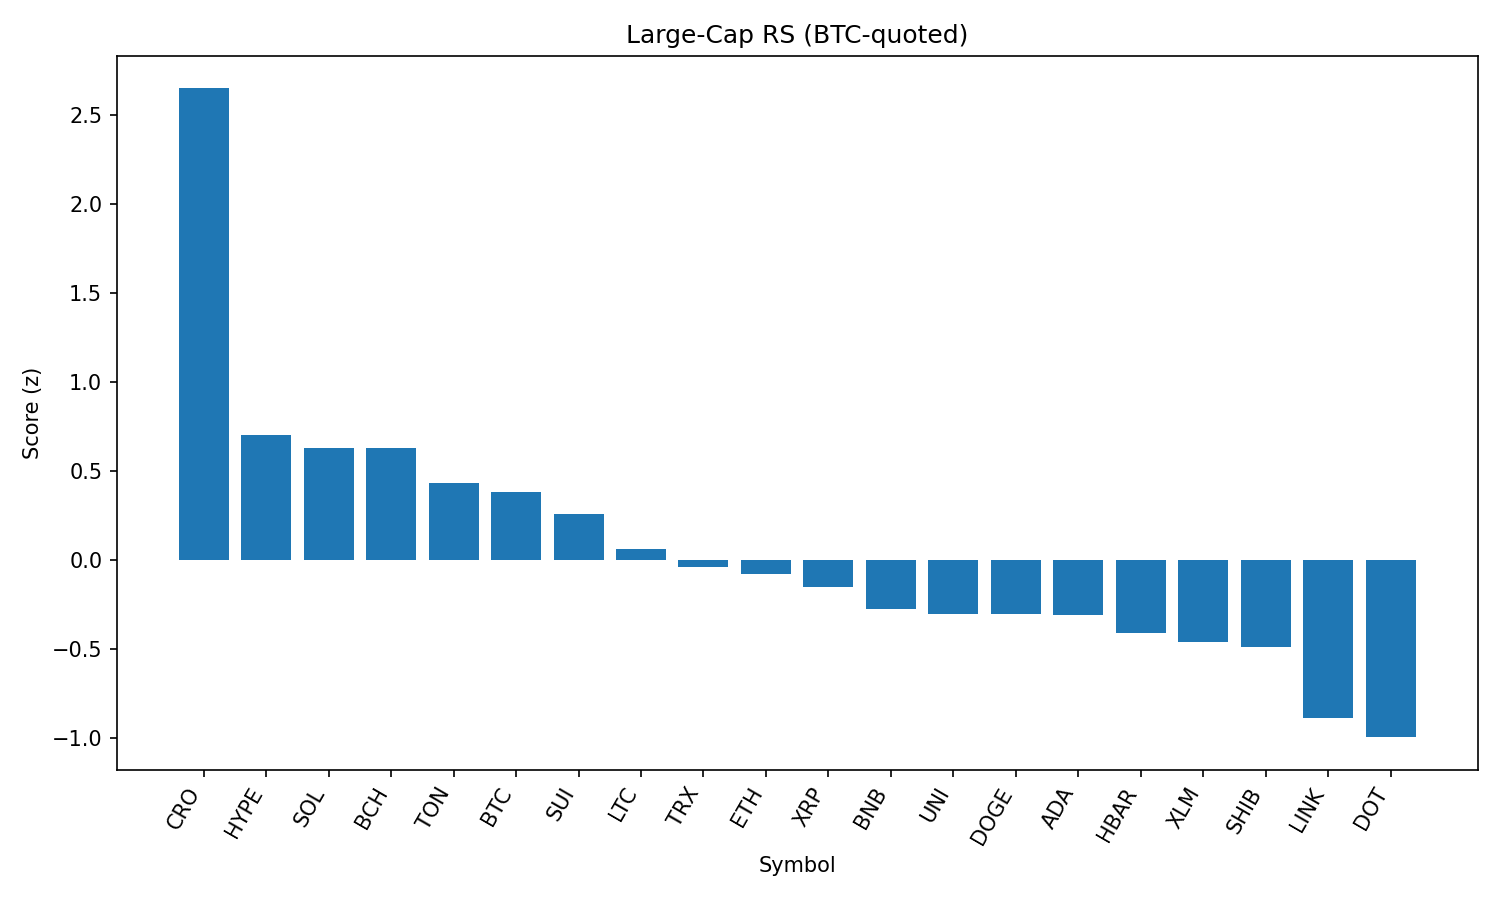 Large-Cap RS (BTC-quoted)
Score (z)
2.5
2.0
1.5
1.0
0.5
0.0
−0.5
−1.0
CRO
HYPE
SOL
BCH
TON
BTC
SUI
LTC
TRX
ETH
XRP
BNB
UNI
DOGE
ADA
HBAR
XLM
SHIB
LINK
DOT
Symbol